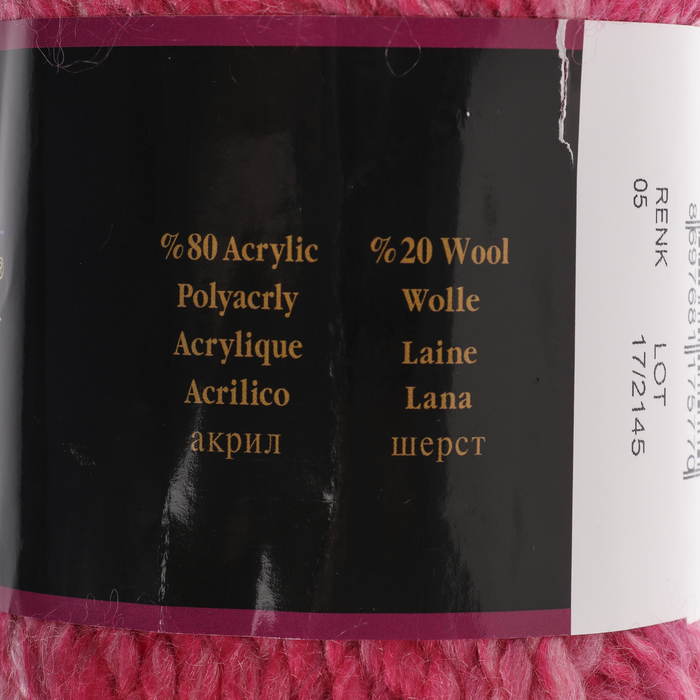 %80 Acrylic
Polyacrly
Acrylique
Acrilico
акрил
%20 Wool
Wolle
Laine
Lana
шерст
RENK
05
LOT
17/2145